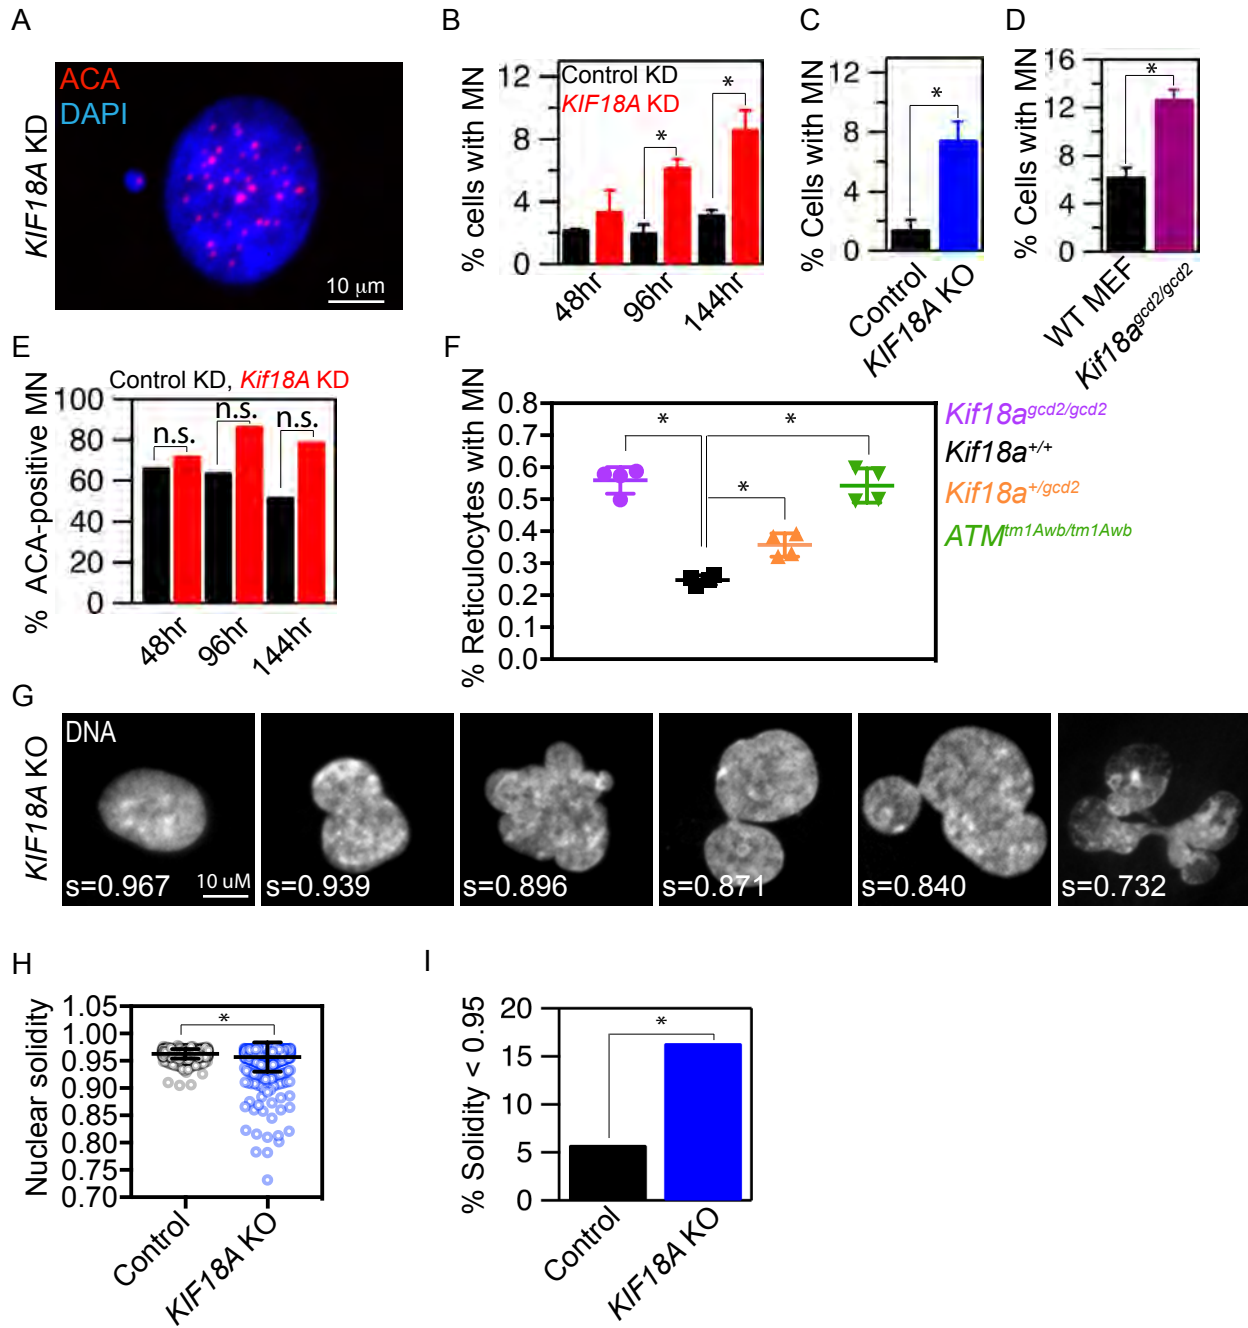 A
ACA
DAPI
KIF18A KD
10 μm
B
Control KD
KIF18A KD
% cells with MN
12
8
4
0
*
*
48hr
96hr
144hr
C
% Cells with MN
12
8
4
0
*
Control
KIF18A KO
D
% Cells with MN
16
12
8
4
0
*
WT MEF
Kif18a^gcd2/gcd2
E
Control KD, Kif18A KD
% ACA-positive MN
100
80
60
40
20
0
n.s.
n.s.
n.s.
48hr
96hr
144hr
F
% Reticulocytes with MN
0.8
0.7
0.6
0.5
0.4
0.3
0.2
0.1
0.0
*
*
*
Kif18a^gcd2/gcd2
Kif18a^+/+
Kif18a^+/gcd2
ATM^tm1Awb/tm1Awb
G
KIF18A KO
DNA
s=0.967
10 uM
s=0.939
s=0.896
s=0.871
s=0.840
s=0.732
H
Nuclear solidity
1.05
1.00
0.95
0.90
0.85
0.80
0.75
0.70
*
Control
KIF18A KO
I
% Solidity < 0.95
20
15
10
5
0
*
Control
KIF18A KO